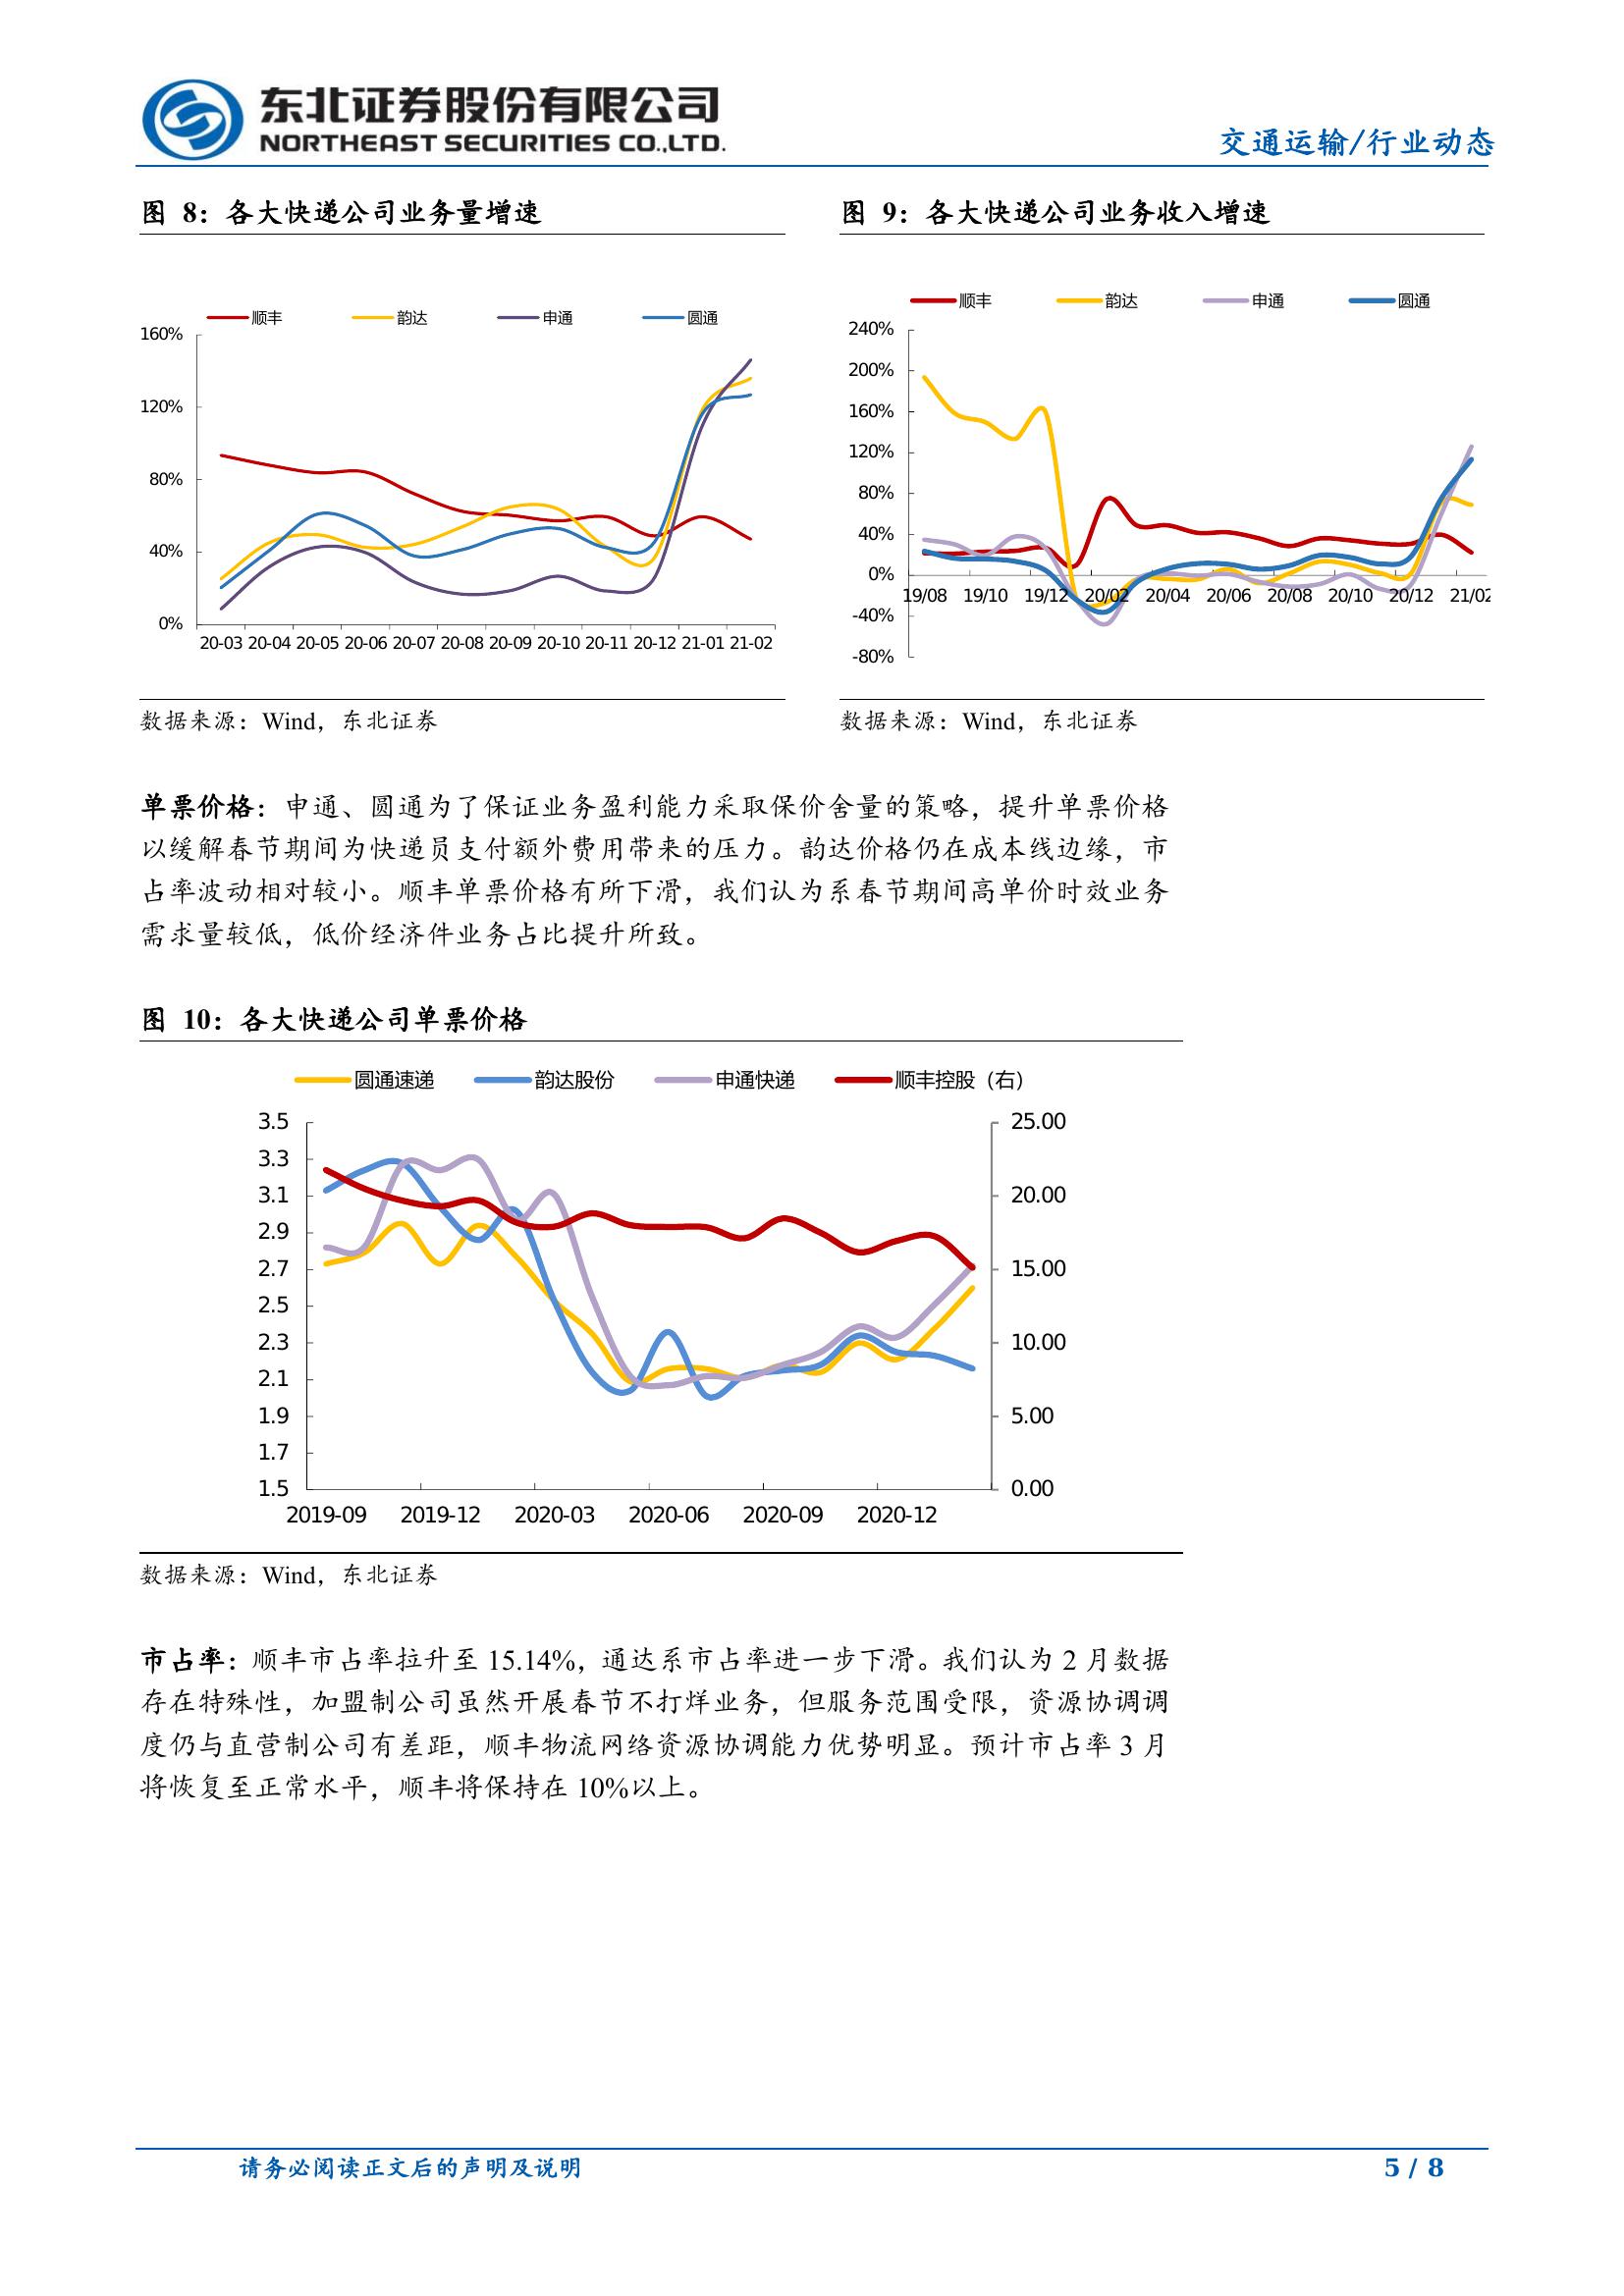 东北证券股份有限公司
NORTHEAST SECURITIES CO.,LTD.
交通运输/行业动态
图 8：各大快递公司业务量增速
顺丰 韵达 申通 圆通
160%
120%
80%
40%
0%
20-03 20-04 20-05 20-06 20-07 20-08 20-09 20-10 20-11 20-12 21-01 21-02
数据来源：Wind，东北证券
图 9：各大快递公司业务收入增速
顺丰 韵达 申通 圆通
240%
200%
160%
120%
80%
40%
0%
-40%
-80%
19/08 19/10 19/12 20/02 20/04 20/06 20/08 20/10 20/12 21/02
数据来源：Wind，东北证券
单票价格：申通、圆通为了保证业务盈利能力采取保价舍量的策略，提升单票价格
以缓解春节期间为快递员支付额外费用带来的压力。韵达价格仍在成本线边缘，市
占率波动相对较小。顺丰单票价格有所下滑，我们认为系春节期间高单价时效业务
需求量较低，低价经济件业务占比提升所致。
图 10：各大快递公司单票价格
圆通速递 韵达股份 申通快递 顺丰控股（右）
3.5
3.3
3.1
2.9
2.7
2.5
2.3
2.1
1.9
1.7
1.5
25.00
20.00
15.00
10.00
5.00
0.00
2019-09 2019-12 2020-03 2020-06 2020-09 2020-12
数据来源：Wind，东北证券
市占率：顺丰市占率拉升至 15.14%，通达系市占率进一步下滑。我们认为 2 月数据
存在特殊性，加盟制公司虽然开展春节不打烊业务，但服务范围受限，资源协调调
度仍与直营制公司有差距，顺丰物流网络资源协调能力优势明显。预计市占率 3 月
将恢复至正常水平，顺丰将保持在 10%以上。
请务必阅读正文后的声明及说明
5 / 8